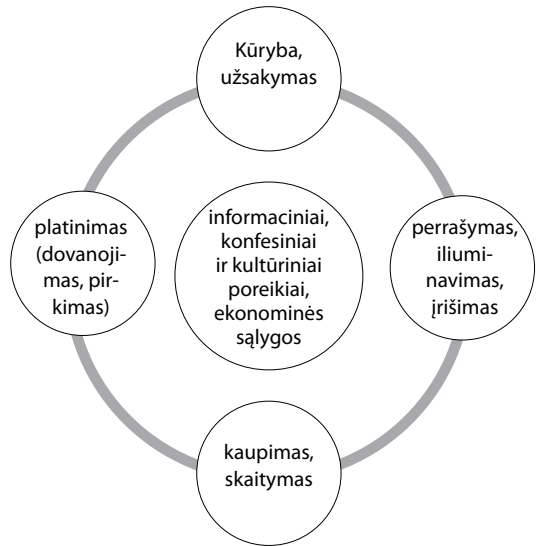 Kūryba,
užsakymas
platinimas
(dovanoji-
mas, pir-
kimas)
informaciniai,
konfesiniai
ir kultūriniai
poreikiai,
ekonominės
sąlygos
perrašymas,
iliumi-
navimas,
įrišimas
kaupimas,
skaitymas